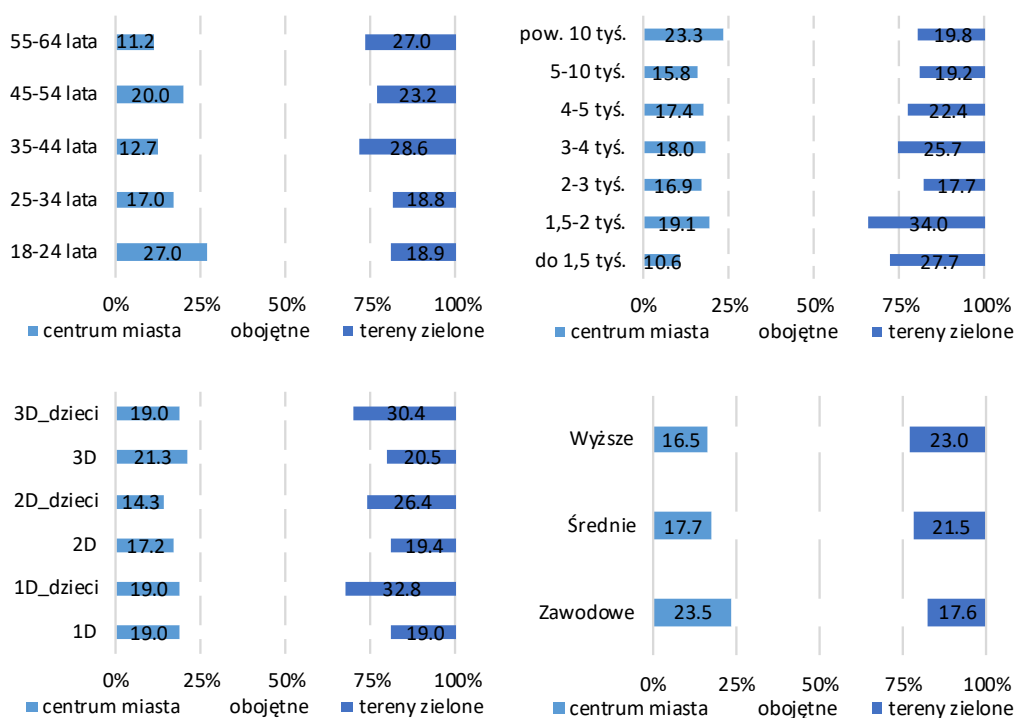 55-64 lata 11.2 27.0
45-54 lata 20.0 23.2
35-44 lata 12.7 28.6
25-34 lata 17.0 18.8
18-24 lata 27.0 18.9
0% 25% 50% 75% 100%
centrum miasta obojętne tereny zielone
pow. 10 tyś. 23.3 19.8
5-10 tyś. 15.8 19.2
4-5 tyś. 17.4 22.4
3-4 tyś. 18.0 25.7
2-3 tyś. 16.9 17.7
1,5-2 tyś. 19.1 34.0
do 1,5 tyś. 10.6 27.7
0% 25% 50% 75% 100%
centrum miasta obojętne tereny zielone
3D_dzieci 19.0 30.4
3D 21.3 20.5
2D_dzieci 14.3 26.4
2D 17.2 19.4
1D_dzieci 19.0 32.8
1D 19.0 19.0
0% 25% 50% 75% 100%
centrum miasta obojętne tereny zielone
Wyższe 16.5 23.0
Średnie 17.7 21.5
Zawodowe 23.5 17.6
0% 25% 50% 75% 100%
centrum miasta obojętne tereny zielone